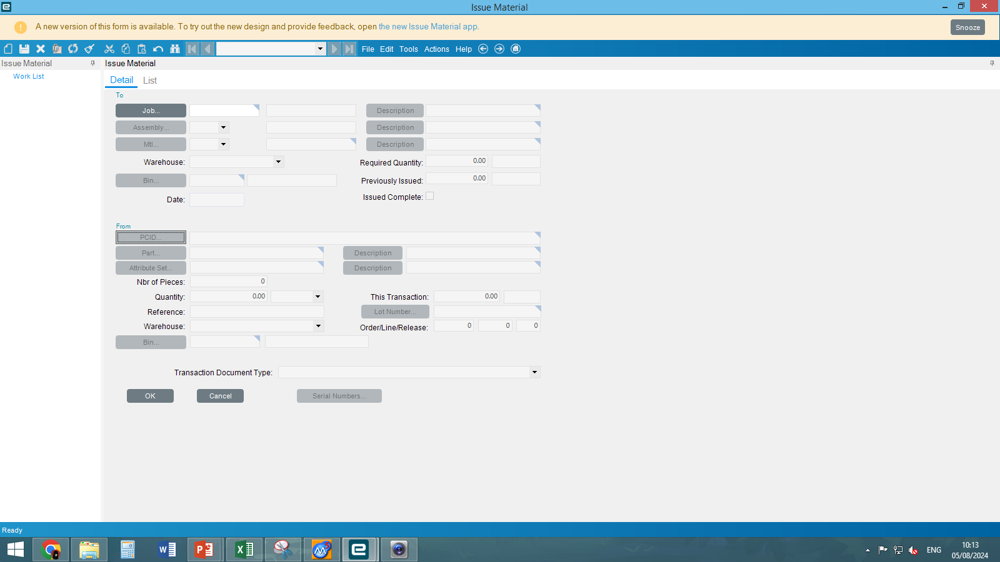 Issue Material
A new version of this form is available. To try out the new design and provide feedback, open the new Issue Material app.
Snooze
File Edit Tools Actions Help
Issue Material
Work List
Issue Material
Detail List
To
Job...
Description
Assembly...
Description
Mtl...
Description
Warehouse:
Required Quantity: 0.00
Bin...
Previously Issued: 0.00
Date:
Issued Complete:
From
PCID...
Part...
Description
Attribute Set...
Description
Nbr of Pieces: 0
Quantity: 0.00
This Transaction: 0.00
Reference:
Lot Number...
Warehouse:
Order/Line/Release: 0 0 0
Bin...
Transaction Document Type:
OK Cancel Serial Numbers...
Ready
ENG
10:13
05/08/2024